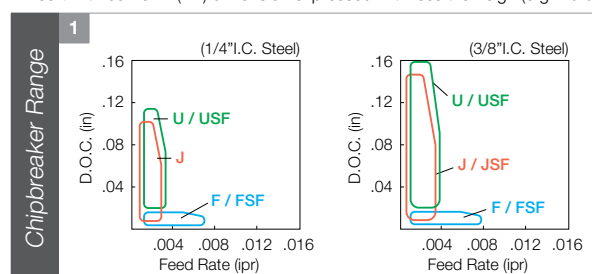 1
Chipbreaker Range
(1/4"I.C. Steel)
.16
.12
.08
.04
D.O.C. (in)
U / USF
J
F / FSF
.004 .008 .012 .016
Feed Rate (ipr)
(3/8"I.C. Steel)
.16
.12
.08
.04
D.O.C. (in)
U / USF
J / JSF
F / FSF
.004 .008 .012 .016
Feed Rate (ipr)